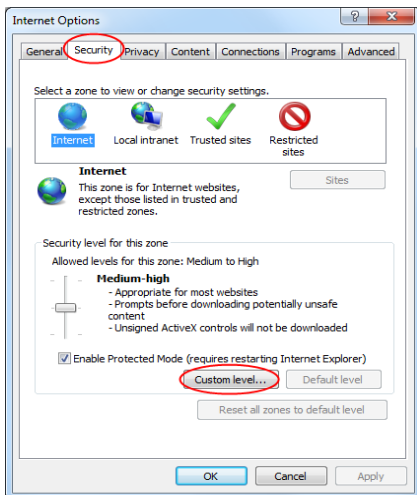 Internet Options
?
X
General Security Privacy Content Connections Programs Advanced
Select a zone to view or change security settings.
Internet Local intranet Trusted sites Restricted
sites
Internet
Sites
This zone is for Internet websites,
except those listed in trusted and
restricted zones.
Security level for this zone
Allowed levels for this zone: Medium to High
Medium-high
- Appropriate for most websites
- Prompts before downloading potentially unsafe
content
- Unsigned ActiveX controls will not be downloaded
Enable Protected Mode (requires restarting Internet Explorer)
Custom level... Default level
Reset all zones to default level
OK Cancel Apply